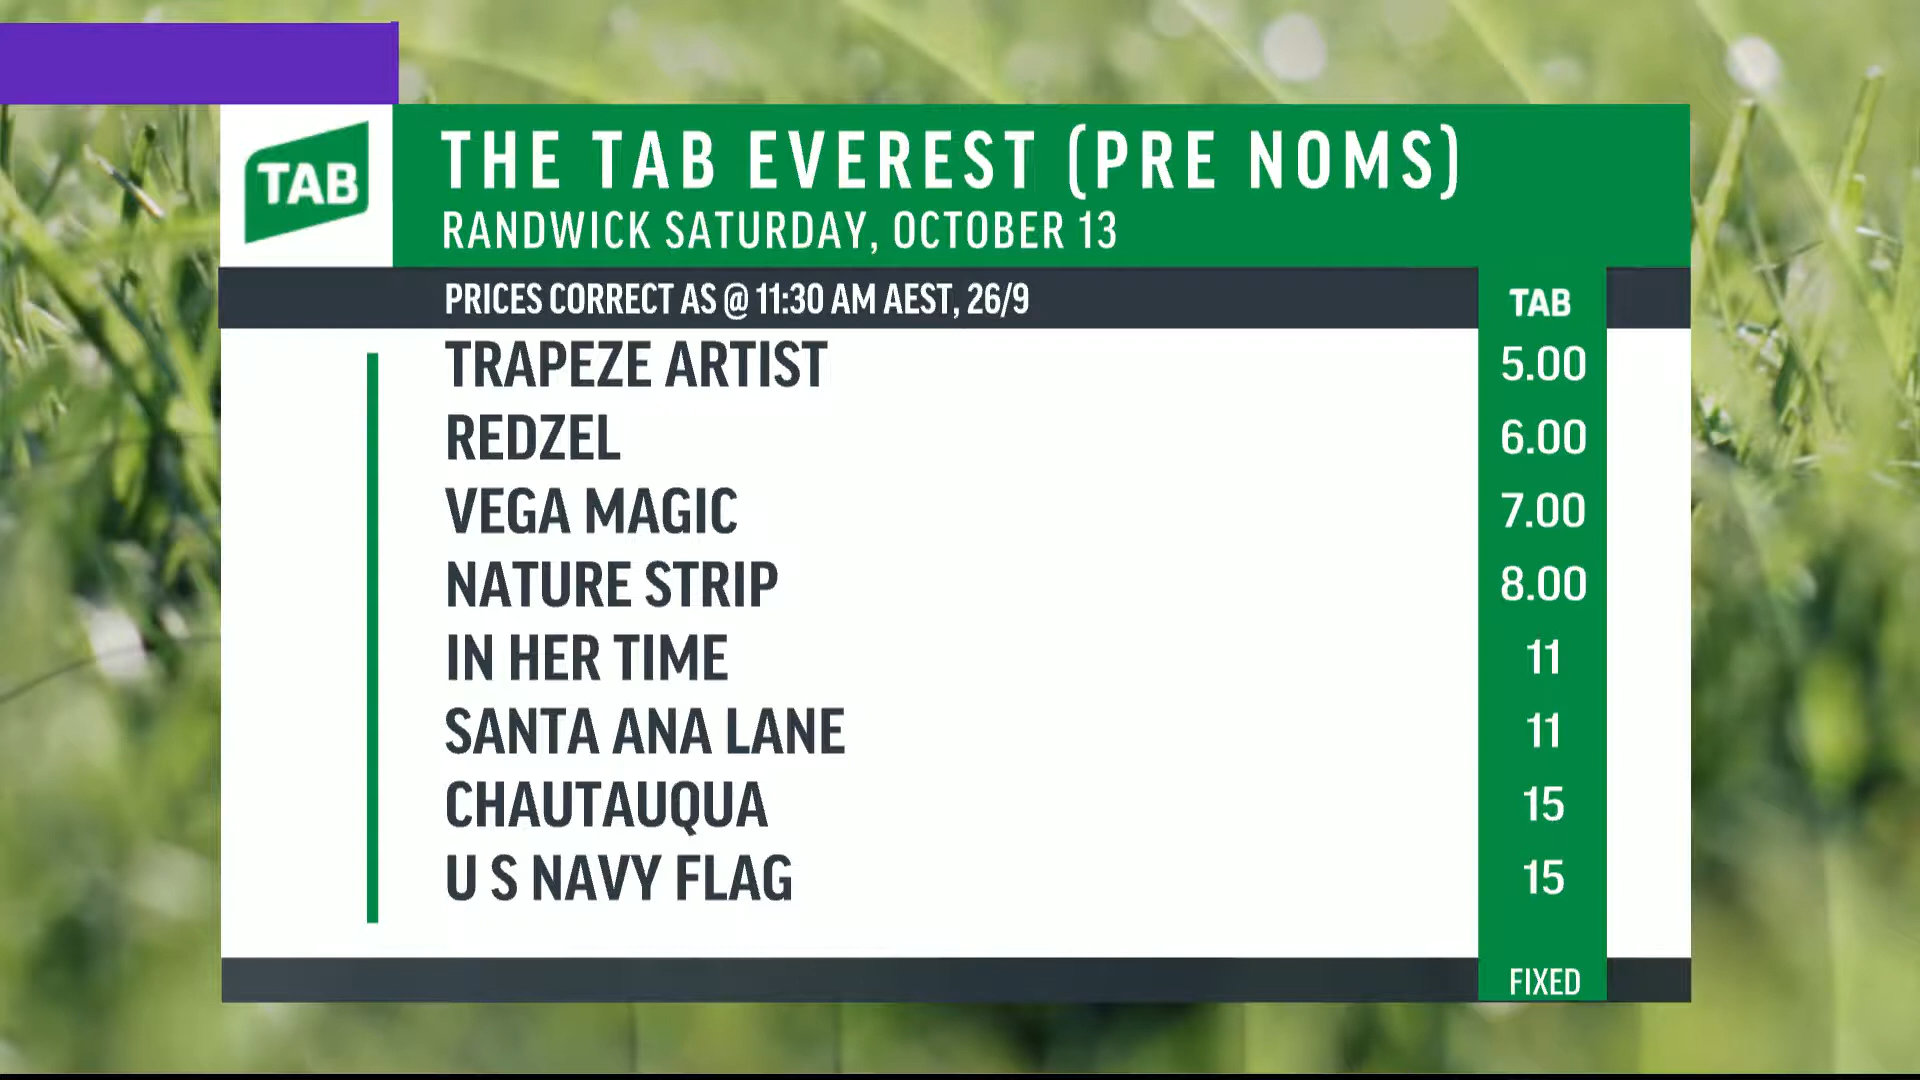 TAB
THE TAB EVEREST (PRE NOMS)
RANDWICK SATURDAY, OCTOBER 13
PRICES CORRECT AS @ 11:30 AM AEST, 26/9 TAB
TRAPEZE ARTIST 5.00
REDZEL 6.00
VEGA MAGIC 7.00
NATURE STRIP 8.00
IN HER TIME 11
SANTA ANA LANE 11
CHAUTAUQUA 15
U S NAVY FLAG 15
FIXED